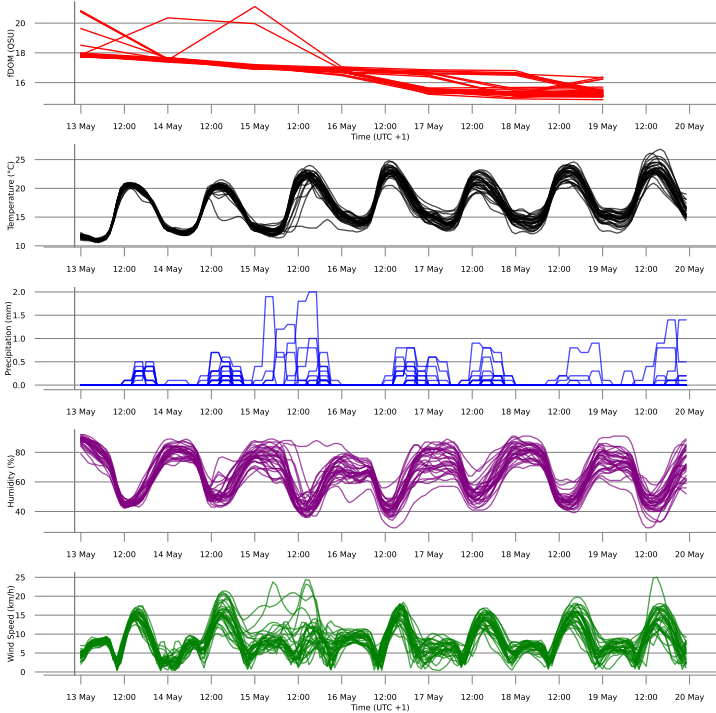 20
18
16
fDOM (QSU)
13 May 12:00 14 May 12:00 15 May 12:00 16 May 12:00 17 May 12:00 18 May 12:00 19 May 12:00 20 May
Time (UTC +1)
25
20
15
10
Temperature (°C)
13 May 12:00 14 May 12:00 15 May 12:00 16 May 12:00 17 May 12:00 18 May 12:00 19 May 12:00 20 May
2.0
1.5
1.0
0.5
0.0
Precipitation (mm)
13 May 12:00 14 May 12:00 15 May 12:00 16 May 12:00 17 May 12:00 18 May 12:00 19 May 12:00 20 May
80
60
40
Humidity (%)
13 May 12:00 14 May 12:00 15 May 12:00 16 May 12:00 17 May 12:00 18 May 12:00 19 May 12:00 20 May
25
20
15
10
5
0
Wind Speed (km/h)
13 May 12:00 14 May 12:00 15 May 12:00 16 May 12:00 17 May 12:00 18 May 12:00 19 May 12:00 20 May
Time (UTC +1)